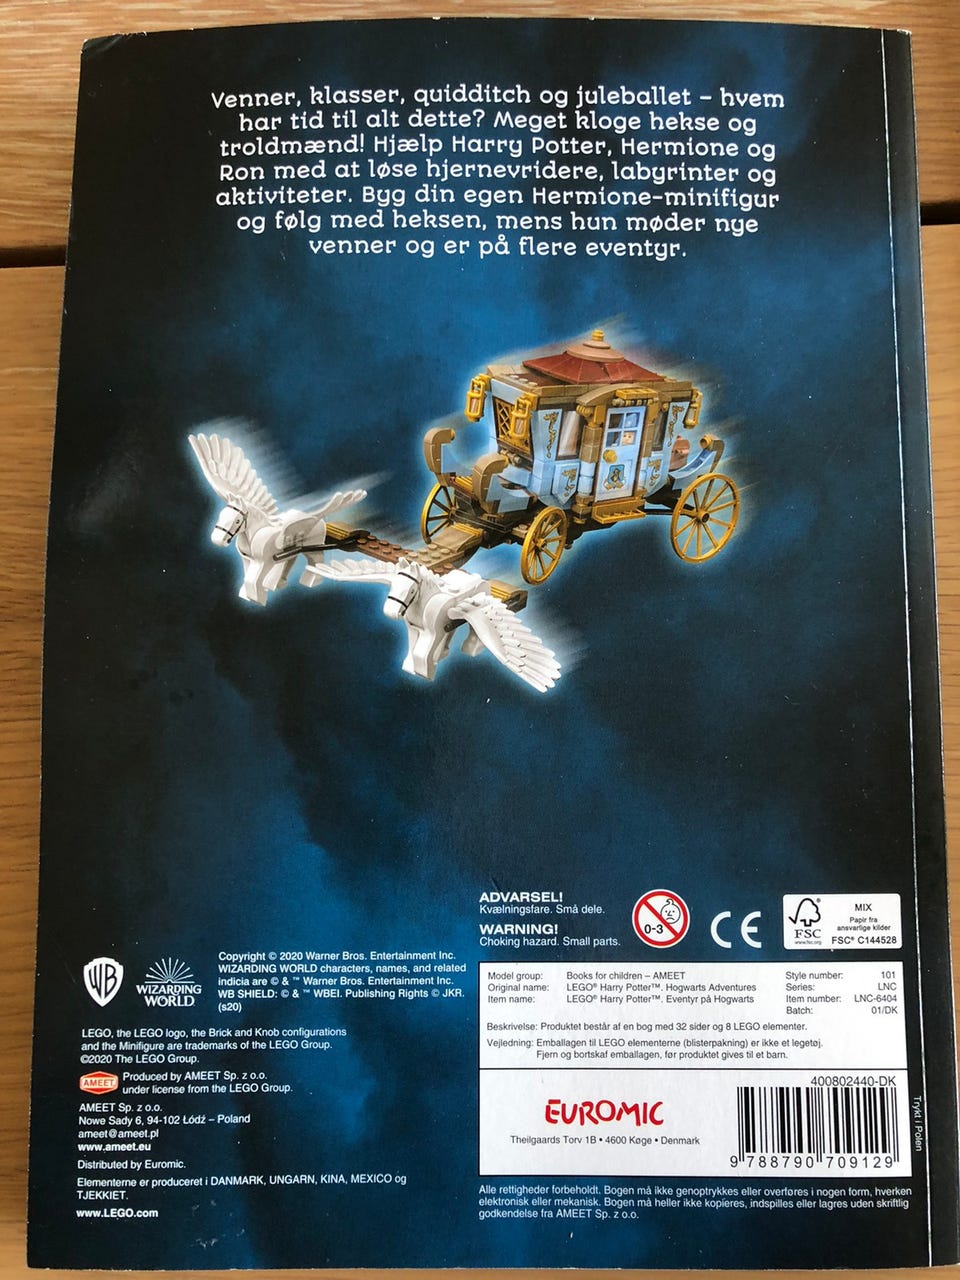 Venner, klasser, quidditch og juleballet – hvem
har tid til alt dette? Meget kloge hekse og
troldmænd! Hjælp Harry Potter, Hermione og
Ron med at løse hjernevridere, labyrinter og
aktiviteter. Byg din egen Hermione-minifigur
og følg med heksen, mens hun møder nye
venner og er på flere eventyr.
ADVARSEL!
Kvælningsfare. Små dele.
WARNING!
Choking hazard. Small parts.
0-3
CE
FSC
www.fsc.org
MIX
Papir fra
ansvarlige kilder
FSC® C144528
WB
WIZARDING
WORLD
Copyright © 2020 Warner Bros. Entertainment Inc.
WIZARDING WORLD characters, names, and related
indicia are © & ™ Warner Bros. Entertainment Inc.
WB SHIELD: © & ™ WBEI. Publishing Rights © JKR.
(s20)
LEGO, the LEGO logo, the Brick and Knob configurations
and the Minifigure are trademarks of the LEGO Group.
©2020 The LEGO Group.
AMEET
Produced by AMEET Sp. z o.o.
under license from the LEGO Group.
AMEET Sp. z o.o.
Nowe Sady 6, 94-102 Łódź – Poland
ameet@ameet.pl
www.ameet.eu
Distributed by Euromic.
Elementerne er produceret i DANMARK, UNGARN, KINA, MEXICO og
TJEKKIET.
www.LEGO.com
Model group: Books for children – AMEET
Original name: LEGO® Harry Potter™. Hogwarts Adventures
Item name: LEGO® Harry Potter™. Eventyr på Hogwarts
Style number: 101
Series: LNC
Item number: LNC-6404
Batch: 01/DK
Beskrivelse: Produktet består af en bog med 32 sider og 8 LEGO elementer.
Vejledning: Emballagen til LEGO elementerne (blisterpakning) er ikke et legetøj.
Fjern og bortskaf emballagen, før produktet gives til et barn.
EUROMIC
Theilgaards Torv 1B • 4600 Køge • Denmark
400802440-DK
9 788790 709129
Trykt i Polen
Alle rettigheder forbeholdt. Bogen må ikke genoptrykkes eller overføres i nogen form, hverken
elektronisk eller mekanisk. Bogen må heller ikke kopieres, indspilles eller lagres uden skriftlig
godkendelse fra AMEET Sp. z o.o.